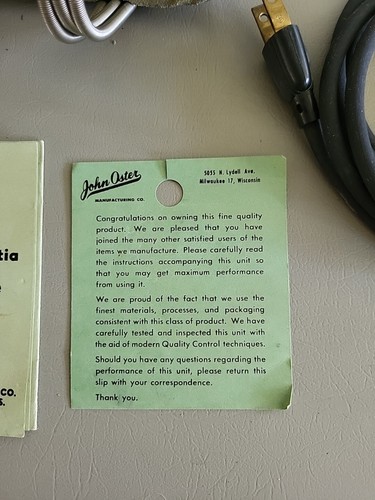 John Oster
MANUFACTURING CO.
5055 N. Lydell Ave.
Milwaukee 17, Wisconsin
Congratulations on owning this fine quality
product. We are pleased that you have
joined the many other satisfied users of the
items we manufacture. Please carefully read
the instructions accompanying this unit so
that you may get maximum performance
from using it.
We are proud of the fact that we use the
finest materials, processes, and packaging
consistent with this class of product. We have
carefully tested and inspected this unit with
the aid of modern Quality Control techniques.
Should you have any questions regarding the
performance of this unit, please return this
slip with your correspondence.
Thank you.
tia
CO.
S.